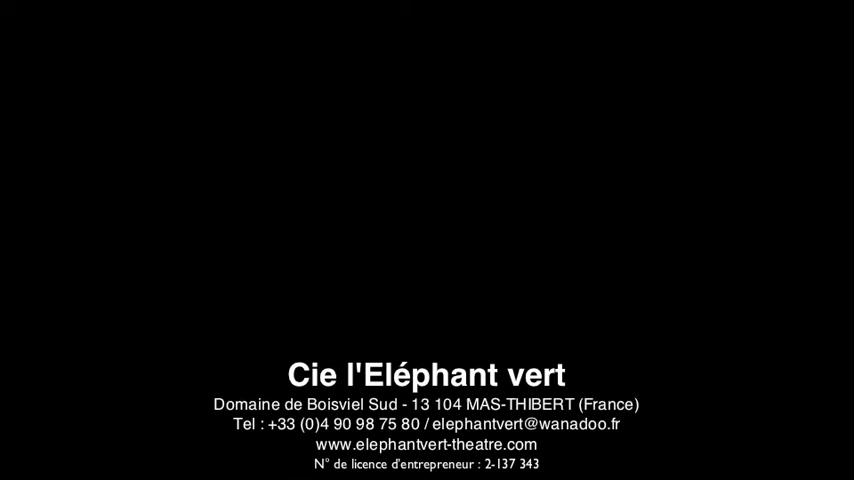 Cie l'Eléphant vert
Domaine de Boisviel Sud - 13 104 MAS-THIBERT (France)
Tel : +33 (0)4 90 98 75 80 / elephantvert@wanadoo.fr
www.elephantvert-theatre.com
N° de licence d'entrepreneur : 2-137 343